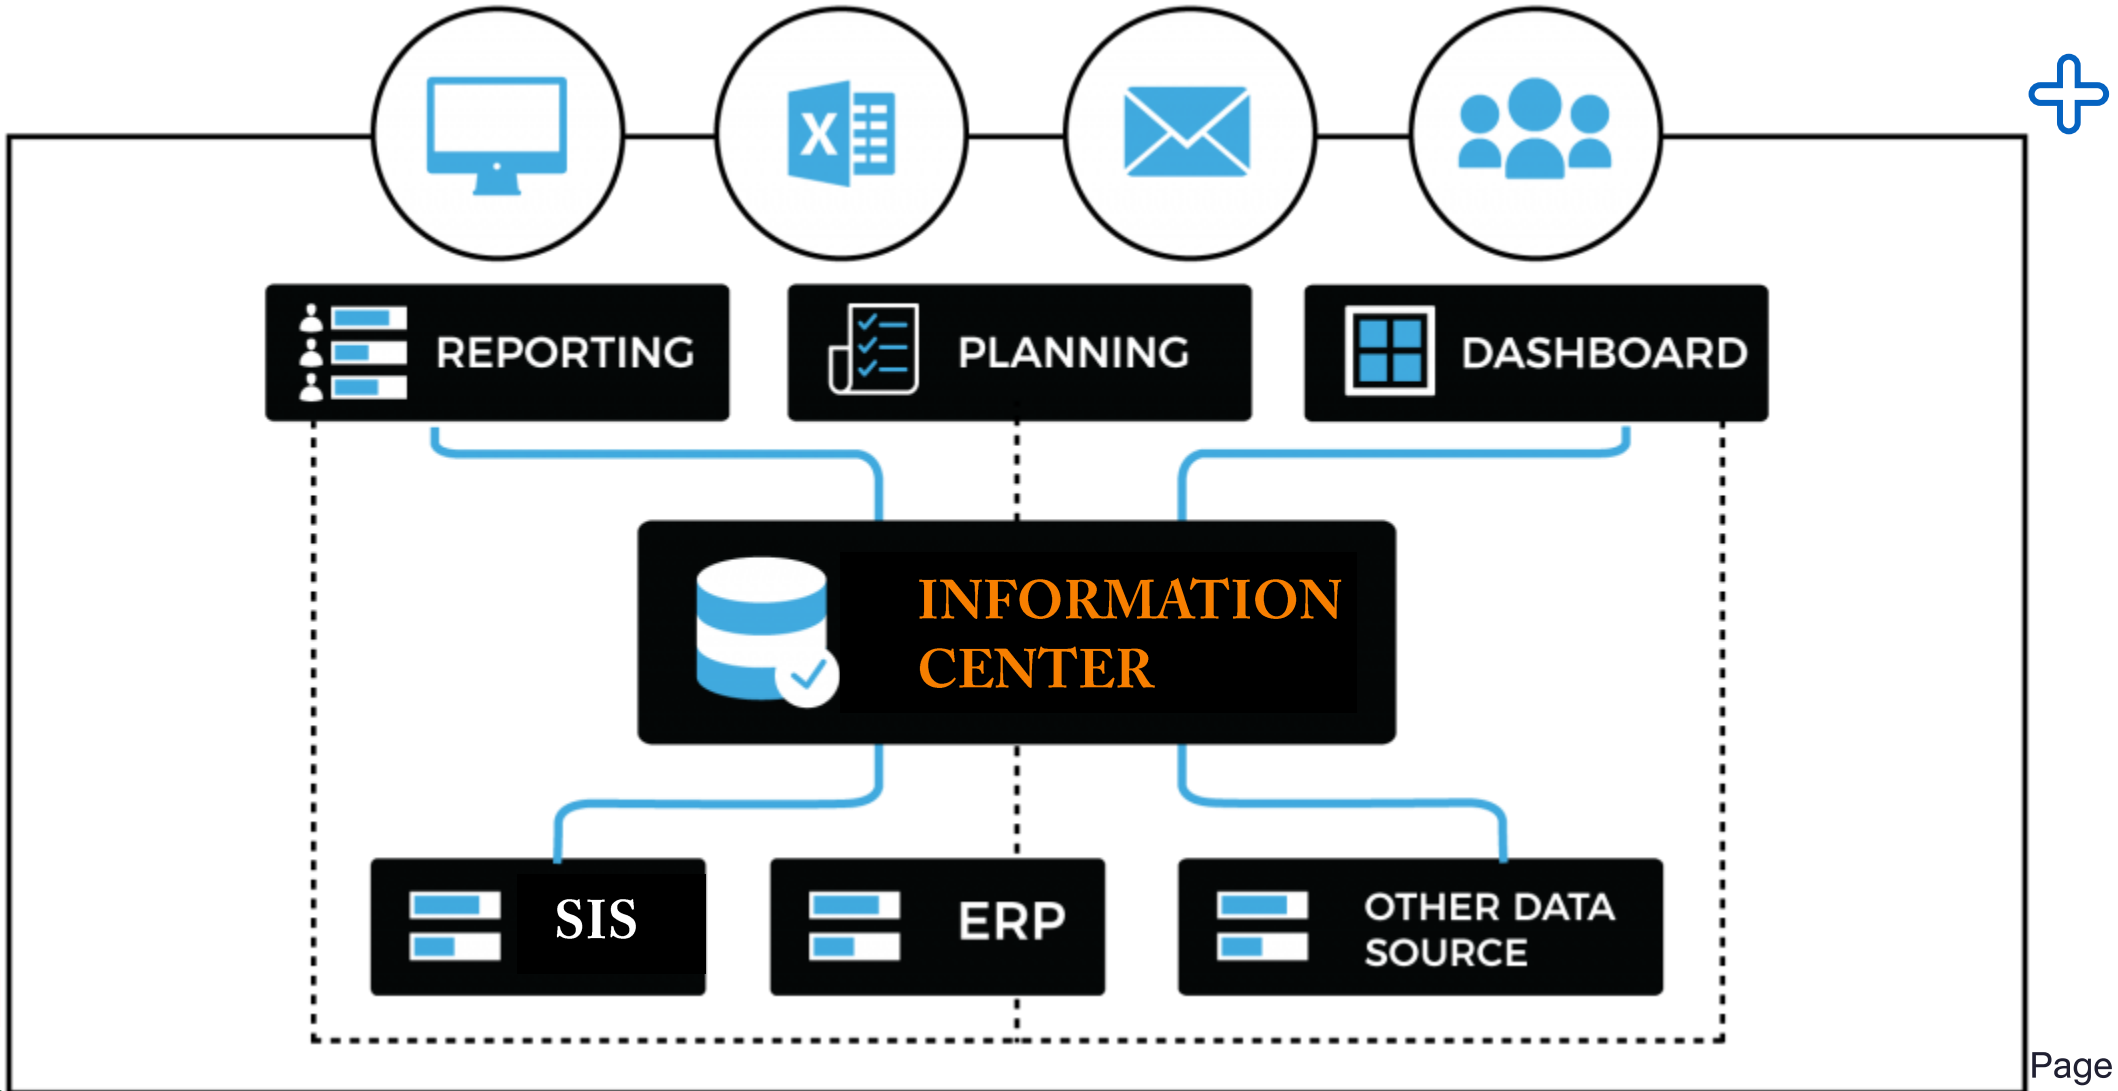 X
REPORTING
PLANNING
DASHBOARD
INFORMATION
CENTER
SIS
ERP
OTHER DATA
SOURCE
Page